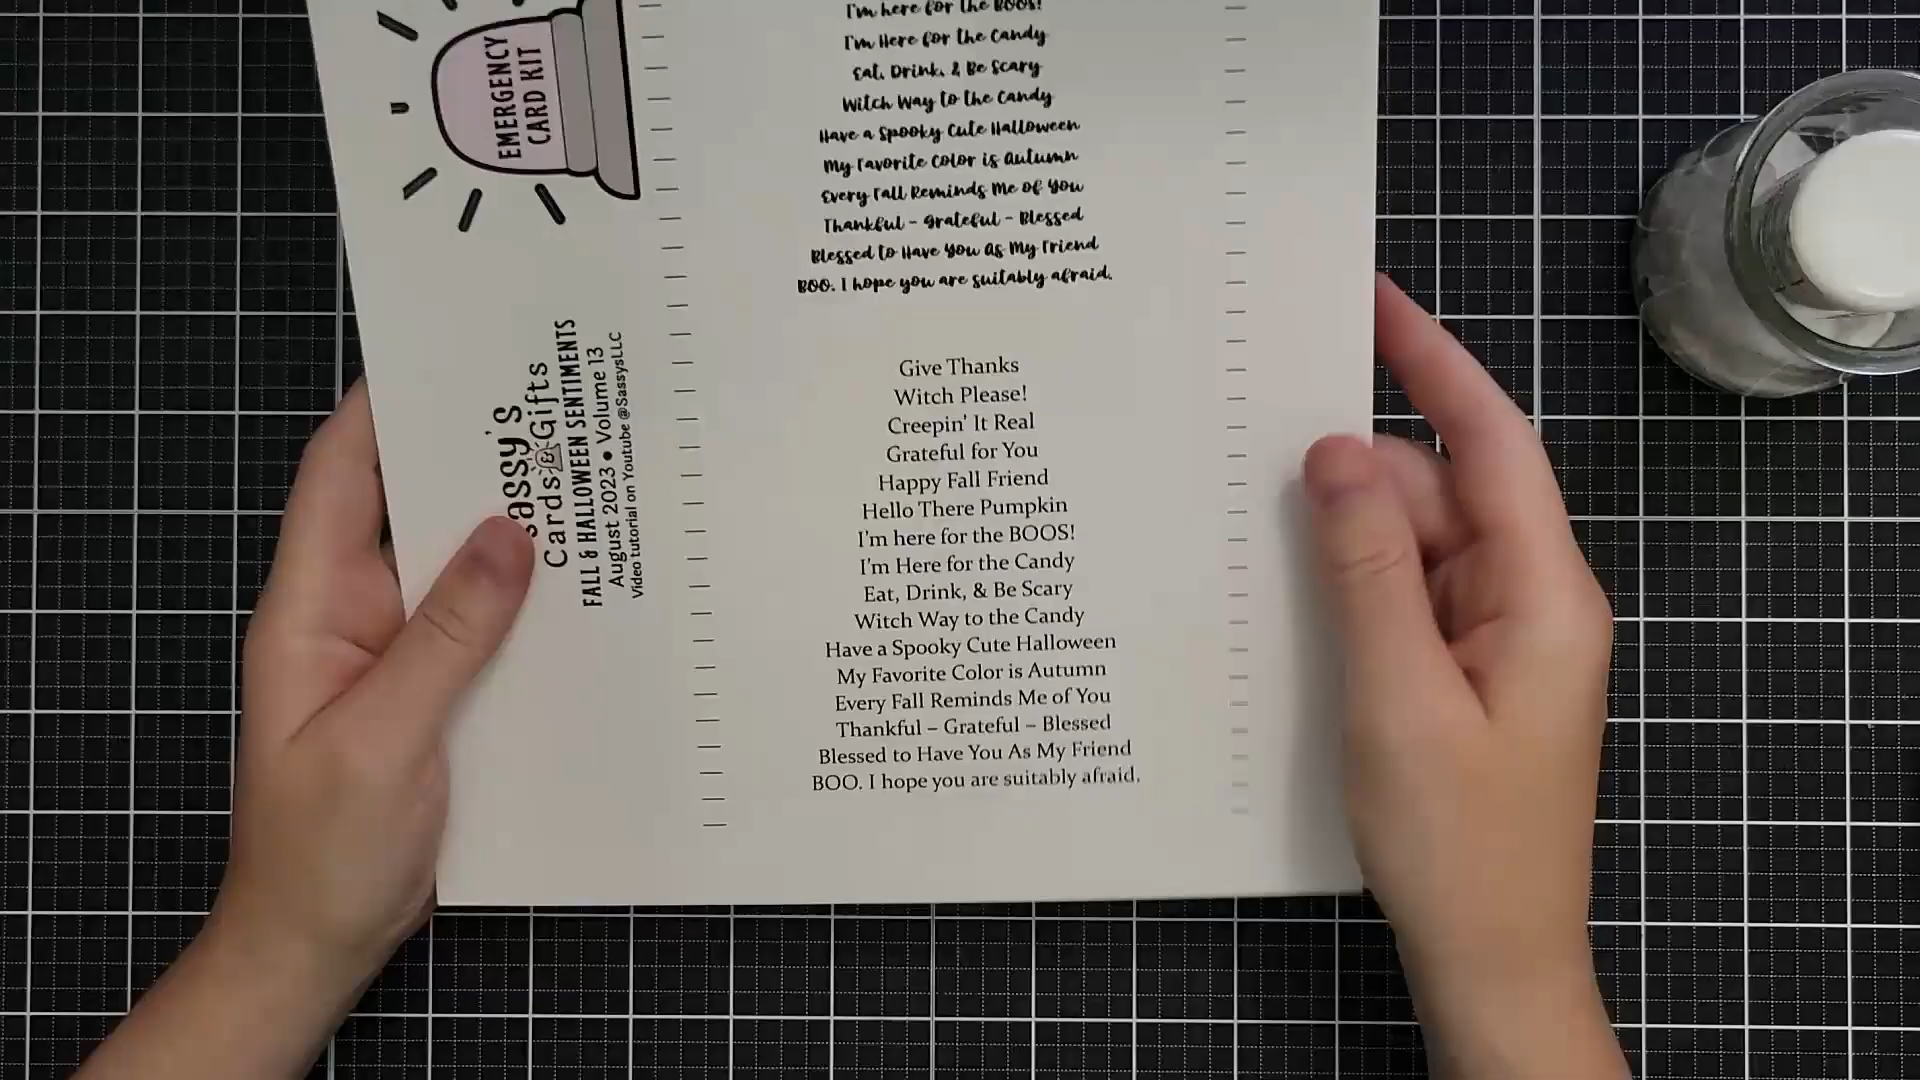 EMERGENCY
CARD KIT
I'm here for the BOOS!
I'm Here for the Candy
Eat, Drink, & Be Scary
Witch Way to the Candy
Have a Spooky Cute Halloween
My Favorite Color is Autumn
Every Fall Reminds Me of You
Thankful – Grateful – Blessed
Blessed to Have You As My Friend
BOO. I hope you are suitably afraid.
Sassy's
Cards & Gifts
FALL & HALLOWEEN SENTIMENTS
August 2023 • Volume 13
Video tutorial on Youtube @SassysLLC
Give Thanks
Witch Please!
Creepin' It Real
Grateful for You
Happy Fall Friend
Hello There Pumpkin
I'm here for the BOOS!
I'm Here for the Candy
Eat, Drink, & Be Scary
Witch Way to the Candy
Have a Spooky Cute Halloween
My Favorite Color is Autumn
Every Fall Reminds Me of You
Thankful – Grateful – Blessed
Blessed to Have You As My Friend
BOO. I hope you are suitably afraid.